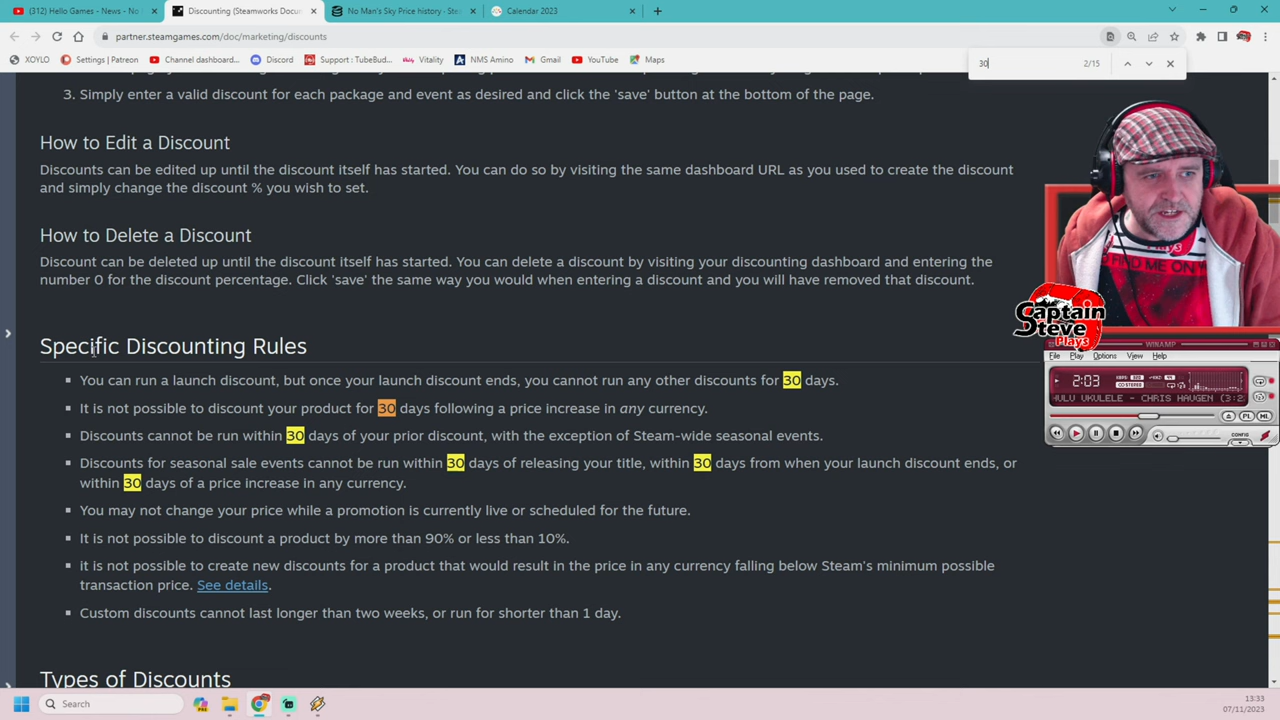 (312) Hello Games - News - No
Discounting (Steamworks Docu
No Man's Sky Price history - Ste
Calendar 2023
partner.steamgames.com/doc/marketing/discounts
XOYLO
Settings | Patreon
Channel dashboard...
Discord
Support : TubeBud...
Vitality
NMS Amino
Gmail
YouTube
Maps
30
2/15
3. Simply enter a valid discount for each package and event as desired and click the 'save' button at the bottom of the page.
How to Edit a Discount
Discounts can be edited up until the discount itself has started. You can do so by visiting the same dashboard URL as you used to create the discount
and simply change the discount % you wish to set.
How to Delete a Discount
Discount can be deleted up until the discount itself has started. You can delete a discount by visiting your discounting dashboard and entering the
number 0 for the discount percentage. Click 'save' the same way you would when entering a discount and you will have removed that discount.
Specific Discounting Rules
You can run a launch discount, but once your launch discount ends, you cannot run any other discounts for 30 days.
It is not possible to discount your product for 30 days following a price increase in any currency.
Discounts cannot be run within 30 days of your prior discount, with the exception of Steam-wide seasonal events.
Discounts for seasonal sale events cannot be run within 30 days of releasing your title, within 30 days from when your launch discount ends, or
within 30 days of a price increase in any currency.
You may not change your price while a promotion is currently live or scheduled for the future.
It is not possible to discount a product by more than 90% or less than 10%.
it is not possible to create new discounts for a product that would result in the price in any currency falling below Steam's minimum possible
transaction price. See details.
Custom discounts cannot last longer than two weeks, or run for shorter than 1 day.
Types of Discounts
Captain
Steve
Plays
WINAMP
File Play Options View Help
2:03
UKULELE - CHRIS HAUGEN (3:2
PL ML
CONFIG
Search
13:33
07/11/2023